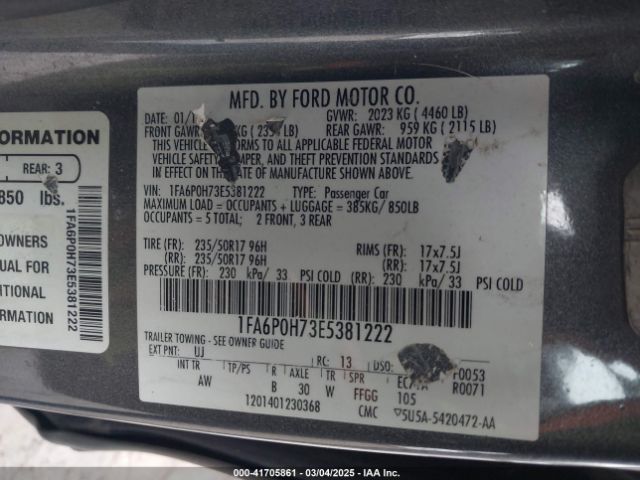 MFD. BY FORD MOTOR CO.
DATE: 01/1
GVWR: 2023 KG ( 4460 LB)
FRONT GAWR: KG ( 235 LB)
REAR GAWR: 959 KG ( 2115 LB)
THIS VEHICLE FORMS TO ALL APPLICABLE FEDERAL MOTOR
VEHICLE SAFETY, BUMPER, AND THEFT PREVENTION STANDARDS
IN EFFECT ON THE DATE OF MANUFACTURE SHOWN ABOVE.
VIN: 1FA6P0H73E5381222 TYPE: Passenger Car
MAXIMUM LOAD = OCCUPANTS + LUGGAGE = 385KG/ 850LB
OCCUPANTS = 5 TOTAL; 2 FRONT, 3 REAR
TIRE (FR): 235/50R17 96H RIMS (FR): 17x7.5J
(RR): 235/50R17 96H (RR): 17x7.5J
PRESSURE (FR): 230 kPa/ 33 PSI COLD (RR): 230 kPa/ 33 PSI COLD
1FA6P0H73E5381222
TRAILER TOWING - SEE OWNER GUIDE
EXT PNT: UJ RC: 13 DSO: F0053
INT TR TP/PS R AXLE TR SPR R0071
AW B 30 W FFGG 105
1201401230368 CMC 5U5A-5420472-AA
FORMATION
REAR: 3
850 lbs.
OWNERS
UAL FOR
DITIONAL
FORMATION
1FA6P0H73E5381222
000-41705861 - 03/04/2025 - IAA Inc.